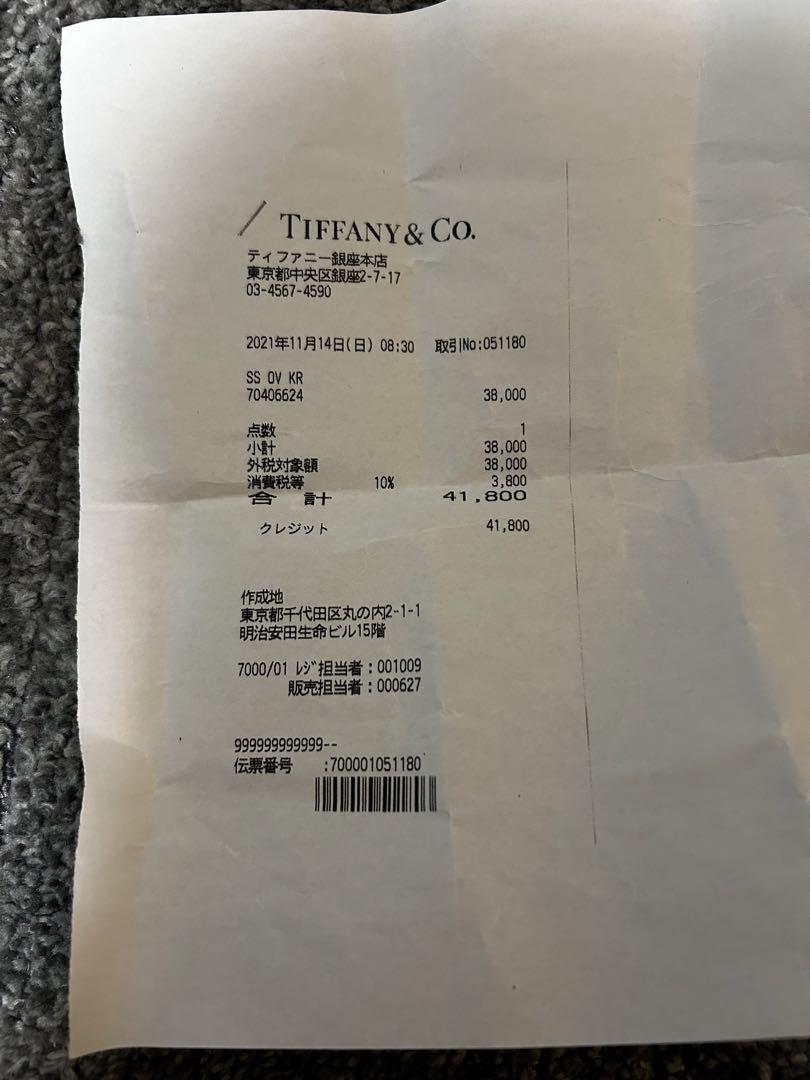 TIFFANY & CO.
ティファニー銀座本店
東京都中央区銀座2-7-17
03-4567-4590
2021年11月14日(日) 08:30 取引No:051180
SS OV KR
70406624 38,000
点数 1
小計 38,000
外税対象額 38,000
消費税等 10% 3,800
合計 41,800
クレジット 41,800
作成地
東京都千代田区丸の内2-1-1
明治安田生命ビル15階
7000/01 ﾚｼﾞ担当者:001009
販売担当者:000627
999999999999--
伝票番号 :700001051180